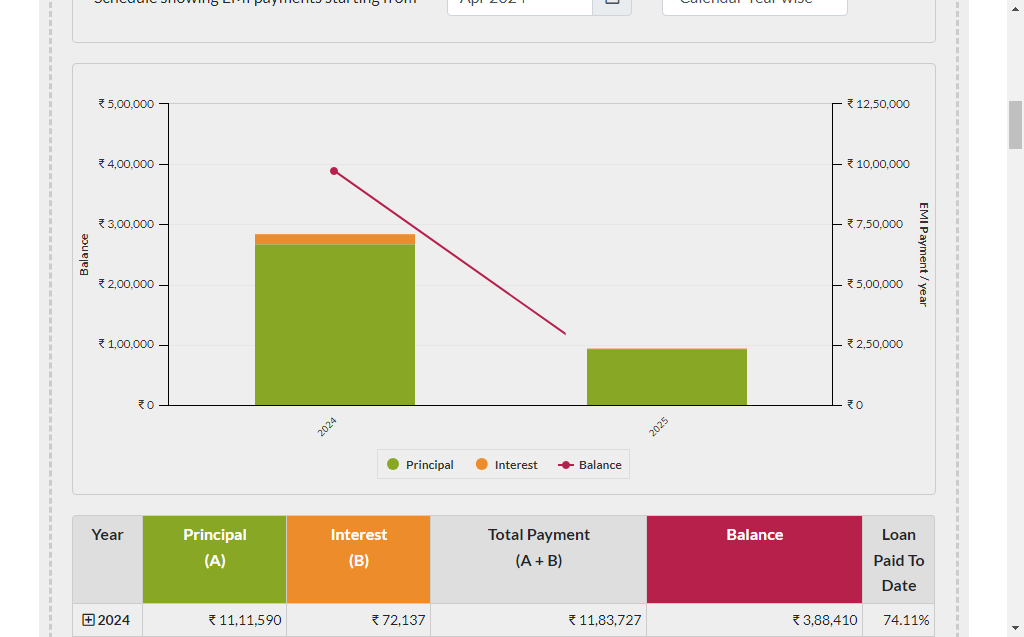 Schedule showing EMI payments starting from Apr 2024 Calendar Year wise
₹ 5,00,000
₹ 4,00,000
₹ 3,00,000
₹ 2,00,000
₹ 1,00,000
₹ 0
Balance
₹ 12,50,000
₹ 10,00,000
₹ 7,50,000
₹ 5,00,000
₹ 2,50,000
₹ 0
EMI Payment / year
2024 2025
Principal Interest Balance
Year Principal Interest Total Payment Balance Loan
(A) (B) (A + B) Paid To
Date
2024 ₹ 11,11,590 ₹ 72,137 ₹ 11,83,727 ₹ 3,88,410 74.11%